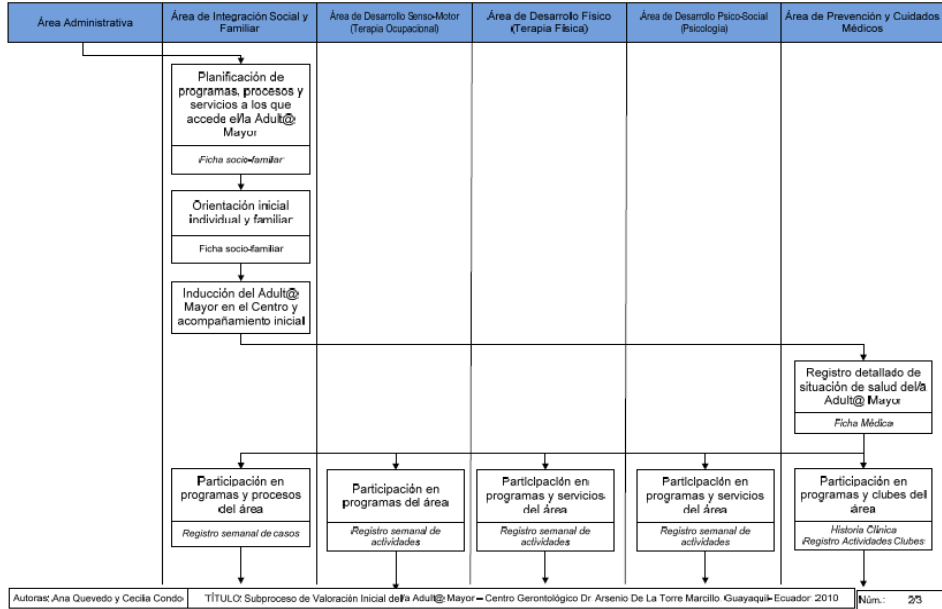 Área Administrativa
Área de Integración Social y
Familiar
Área de Desarrollo Senso-Motor
(Terapia Ocupacional)
Área de Desarrollo Físico
(Terapia Física)
Área de Desarrollo Psico-Social
(Psicología)
Área de Prevención y Cuidados
Médicos
Planificación de
programas, procesos y
servicios a los que
accede el/la Adult@
Mayor
Ficha socio-familiar
Orientación inicial
individual y familiar
Ficha socio-familiar
Inducción del Adult@
Mayor en el Centro y
acompañamiento inicial
Registro detallado de
situación de salud del/a
Adult@ Mayor
Ficha Médica
Participación en
programas y procesos
del área
Registro semanal de casos
Participación en
programas del área
Registro semanal de
actividades
Participación en
programas y servicios
del área
Registro semanal de
actividades
Participación en
programas y servicios
del área
Registro semanal de
actividades
Participación en
programas y clubes del
área
Historia Clínica
Registro Actividades Clubes
Autoras: Ana Quevedo y Cecilia Condo
TÍTULO: Subproceso de Valoración Inicial del/a Adult@ Mayor – Centro Gerontológico Dr. Arsenio De La Torre Marcillo. Guayaquil-Ecuador 2010
Núm.: 2/3